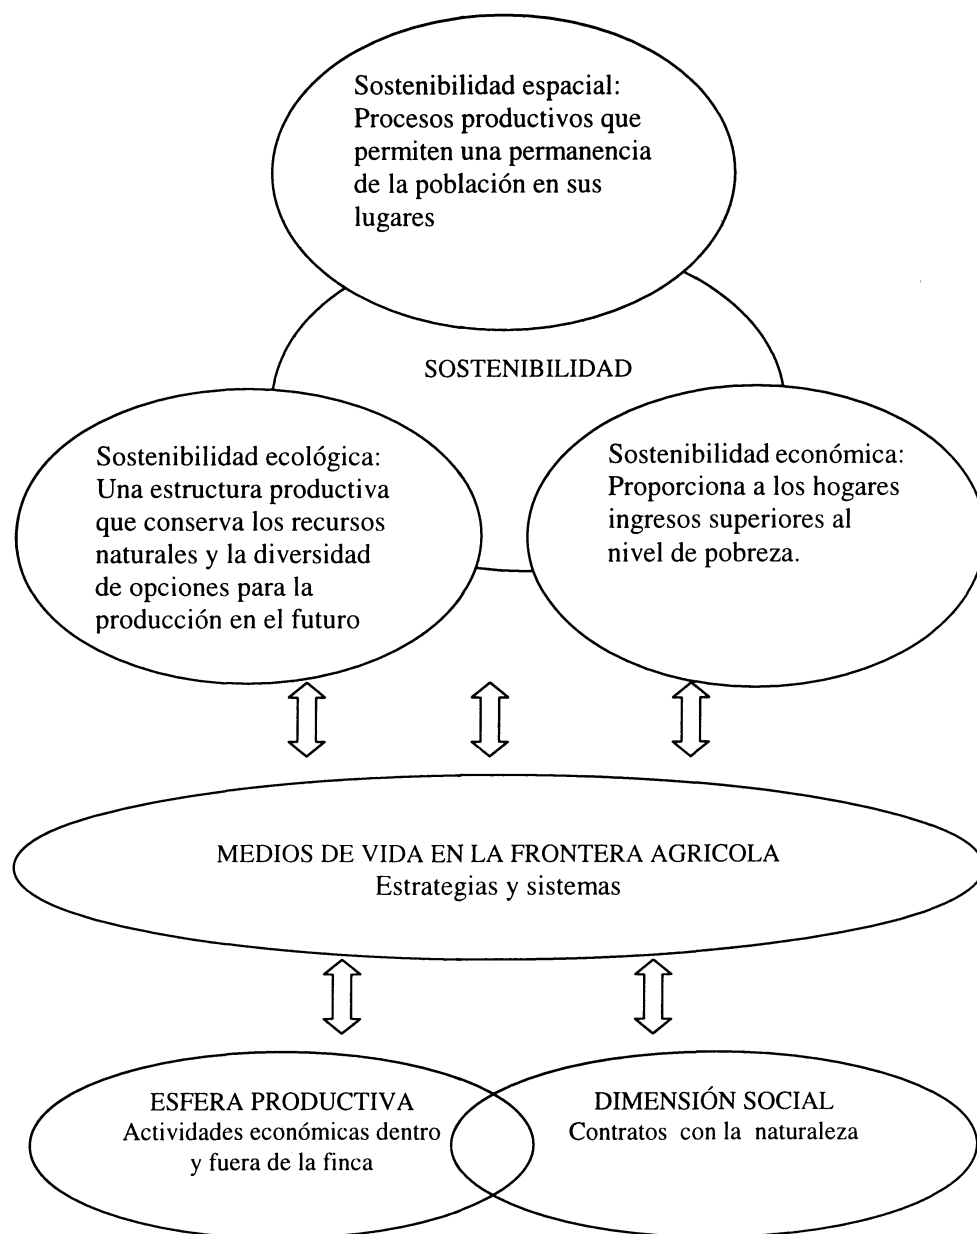 Sostenibilidad espacial:
Procesos productivos que
permiten una permanencia
de la población en sus
lugares
SOSTENIBILIDAD
Sostenibilidad ecológica:
Una estructura productiva
que conserva los recursos
naturales y la diversidad
de opciones para la
producción en el futuro
Sostenibilidad económica:
Proporciona a los hogares
ingresos superiores al
nivel de pobreza.
MEDIOS DE VIDA EN LA FRONTERA AGRICOLA
Estrategias y sistemas
ESFERA PRODUCTIVA
Actividades económicas dentro
y fuera de la finca
DIMENSIÓN SOCIAL
Contratos con la naturaleza